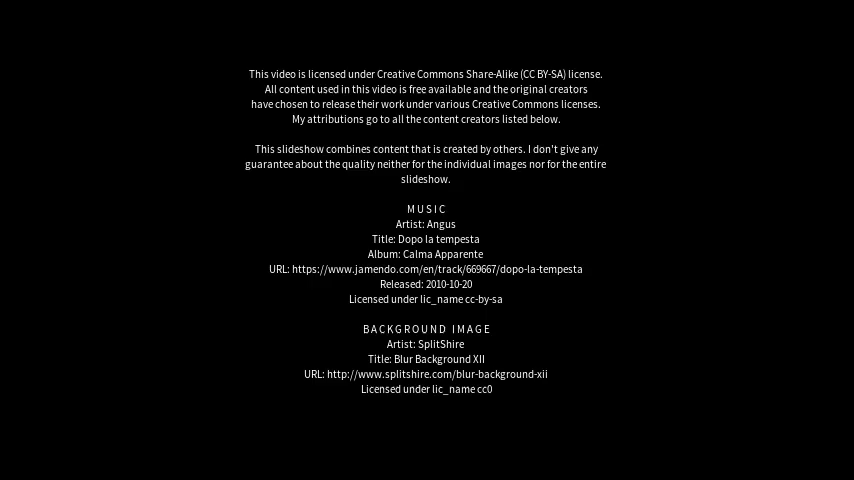 This video is licensed under Creative Commons Share-Alike (CC BY-SA) license.
All content used in this video is free available and the original creators
have chosen to release their work under various Creative Commons licenses.
My attributions go to all the content creators listed below.
This slideshow combines content that is created by others. I don't give any
guarantee about the quality neither for the individual images nor for the entire
slideshow.
MUSIC
Artist: Angus
Title: Dopo la tempesta
Album: Calma Apparente
URL: https://www.jamendo.com/en/track/669667/dopo-la-tempesta
Released: 2010-10-20
Licensed under lic_name cc-by-sa
BACKGROUND IMAGE
Artist: SplitShire
Title: Blur Background XII
URL: http://www.splitshire.com/blur-background-xii
Licensed under lic_name cc0